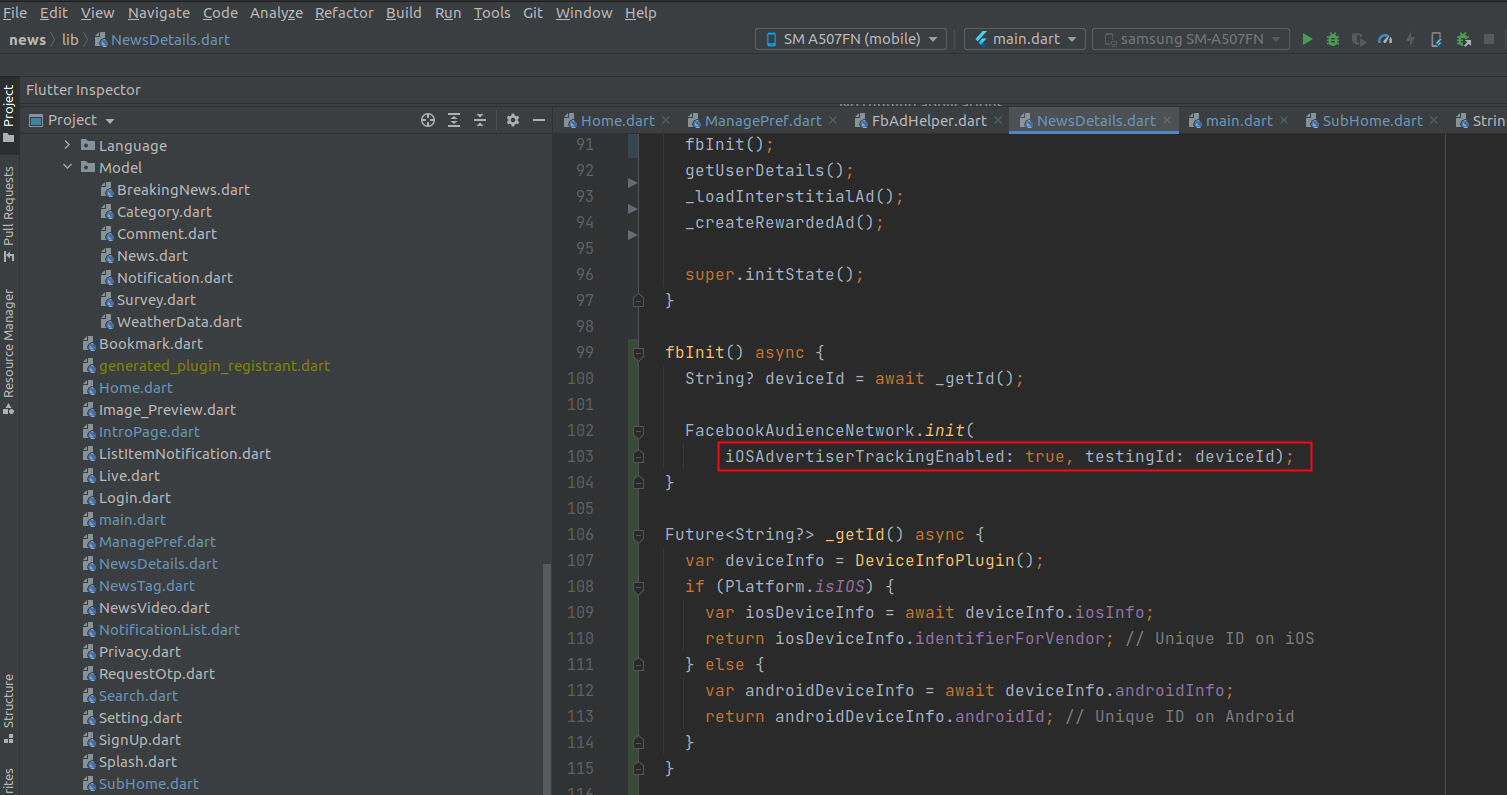 File Edit View Navigate Code Analyze Refactor Build Run Tools Git Window Help
news lib NewsDetails.dart
SM A507FN (mobile)
main.dart
samsung SM-A507FN
Flutter Inspector
Project
Pull Requests
Resource Manager
Structure
Project
Language
Model
BreakingNews.dart
Category.dart
Comment.dart
News.dart
Notification.dart
Survey.dart
WeatherData.dart
Bookmark.dart
generated_plugin_registrant.dart
Home.dart
Image_Preview.dart
IntroPage.dart
ListItemNotification.dart
Live.dart
Login.dart
main.dart
ManagePref.dart
NewsDetails.dart
NewsTag.dart
NewsVideo.dart
NotificationList.dart
Privacy.dart
RequestOtp.dart
Search.dart
Setting.dart
SignUp.dart
Splash.dart
SubHome.dart
Home.dart ManagePref.dart FbAdHelper.dart NewsDetails.dart main.dart SubHome.dart Strin
91 fbInit();
92 getUserDetails();
93 _loadInterstitialAd();
94 _createRewardedAd();
95
96 super.initState();
97 }
98
99 fbInit() async {
100 String? deviceId = await _getId();
101
102 FacebookAudienceNetwork.init(
103 iOSAdvertiserTrackingEnabled: true, testingId: deviceId);
104 }
105
106 Future<String?> _getId() async {
107 var deviceInfo = DeviceInfoPlugin();
108 if (Platform.isIOS) {
109 var iosDeviceInfo = await deviceInfo.iosInfo;
110 return iosDeviceInfo.identifierForVendor; // Unique ID on iOS
111 } else {
112 var androidDeviceInfo = await deviceInfo.androidInfo;
113 return androidDeviceInfo.androidId; // Unique ID on Android
114 }
115 }